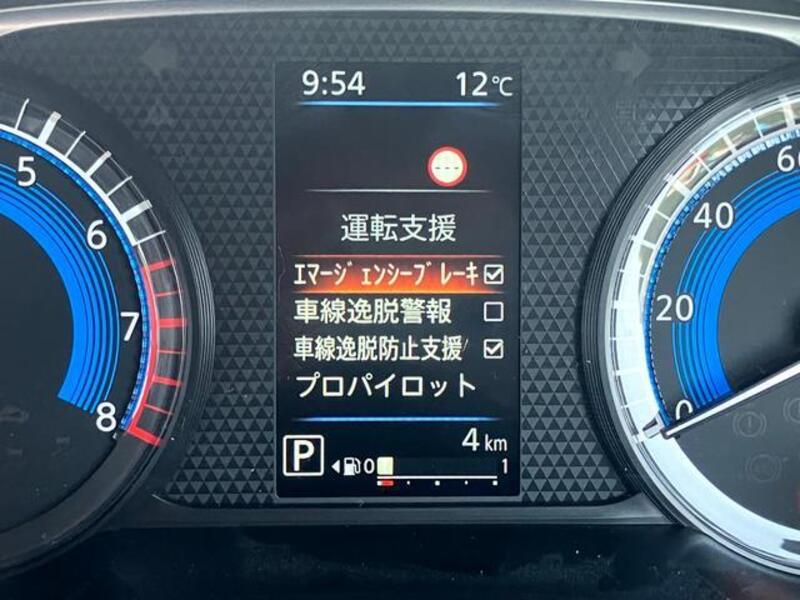 9:54 12℃
---
運転支援
ｴﾏｰｼﾞｪﾝｼｰﾌﾞﾚｰｷ
車線逸脱警報
車線逸脱防止支援
プロパイロット
4 km
P 0 1
5
6
7
8
60
40
20
0